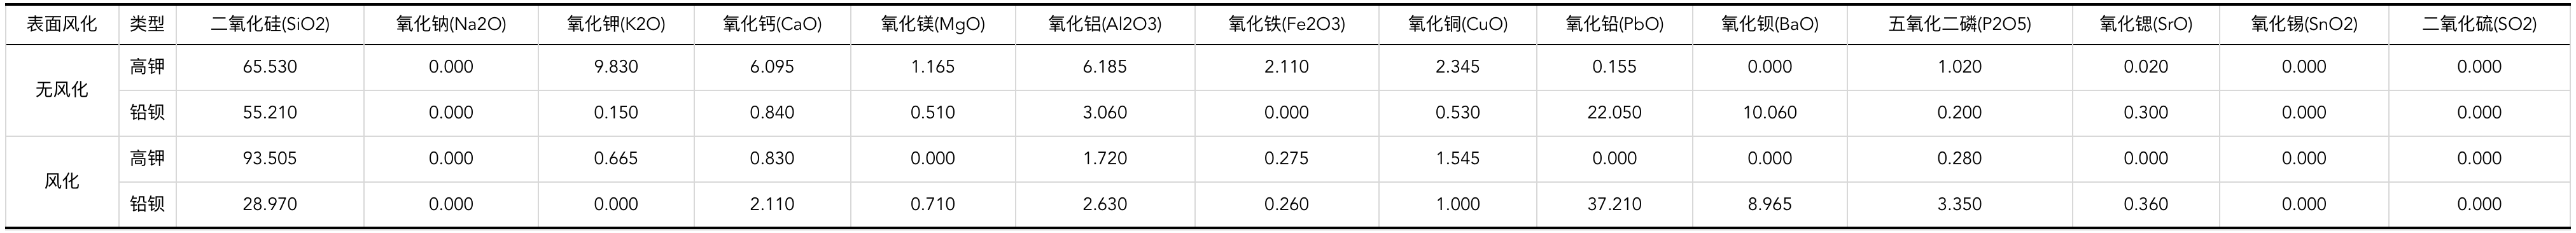 表面风化 类型 二氧化硅(SiO2) 氧化钠(Na2O) 氧化钾(K2O) 氧化钙(CaO) 氧化镁(MgO) 氧化铝(Al2O3) 氧化铁(Fe2O3) 氧化铜(CuO) 氧化铅(PbO) 氧化钡(BaO) 五氧化二磷(P2O5) 氧化锶(SrO) 氧化锡(SnO2) 二氧化硫(SO2)
无风化 高钾 65.530 0.000 9.830 6.095 1.165 6.185 2.110 2.345 0.155 0.000 1.020 0.020 0.000 0.000
铅钡 55.210 0.000 0.150 0.840 0.510 3.060 0.000 0.530 22.050 10.060 0.200 0.300 0.000 0.000
风化 高钾 93.505 0.000 0.665 0.830 0.000 1.720 0.275 1.545 0.000 0.000 0.280 0.000 0.000 0.000
铅钡 28.970 0.000 0.000 2.110 0.710 2.630 0.260 1.000 37.210 8.965 3.350 0.360 0.000 0.000